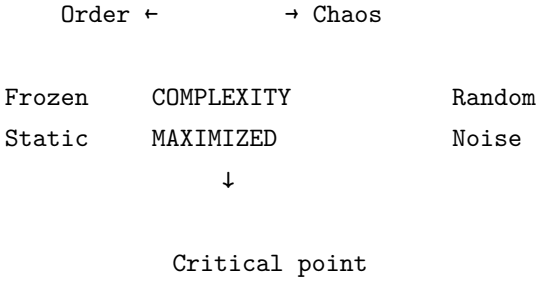 Order ← → Chaos
Frozen COMPLEXITY Random
Static MAXIMIZED Noise
↓
Critical point